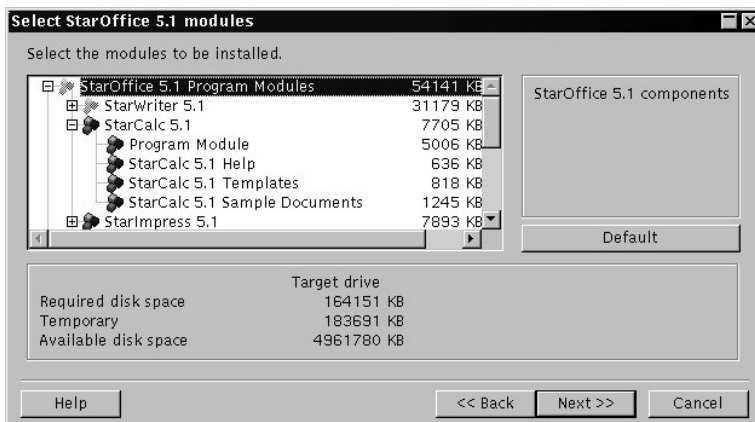 Select StarOffice 5.1 modules
Select the modules to be installed.
StarOffice 5.1 Program Modules 54141 KB
StarWriter 5.1 31179 KB
StarCalc 5.1 7705 KB
Program Module 5006 KB
StarCalc 5.1 Help 636 KB
StarCalc 5.1 Templates 818 KB
StarCalc 5.1 Sample Documents 1245 KB
StarImpress 5.1 7893 KB
StarOffice 5.1 components
Default
Target drive
Required disk space 164151 KB
Temporary 183691 KB
Available disk space 4961780 KB
Help << Back Next >> Cancel